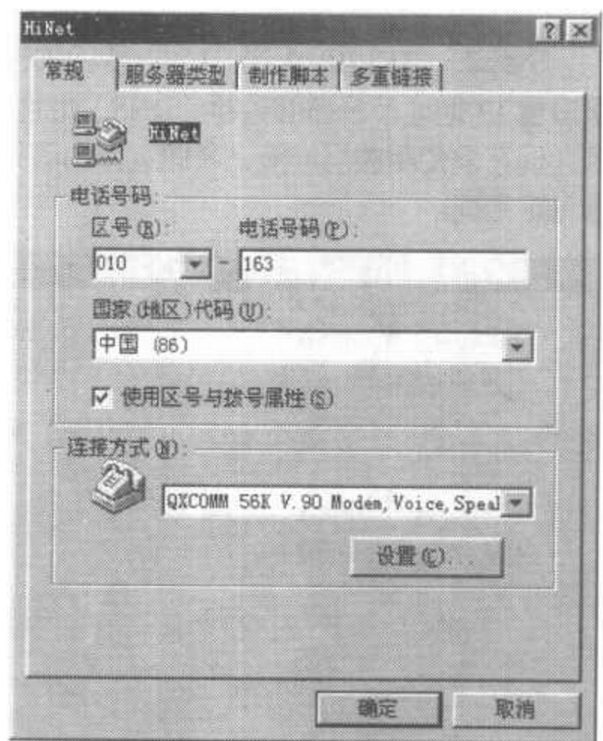 HiNet
常规 服务器类型 制作脚本 多重链接
HiNet
电话号码:
区号(R): 电话号码(P):
010 - 163
国家(地区)代码(U):
中国 (86)
使用区号与拨号属性(S)
连接方式(N):
QXCOMM 56K V.90 Modem,Voice,Speal
设置(C)...
确定 取消